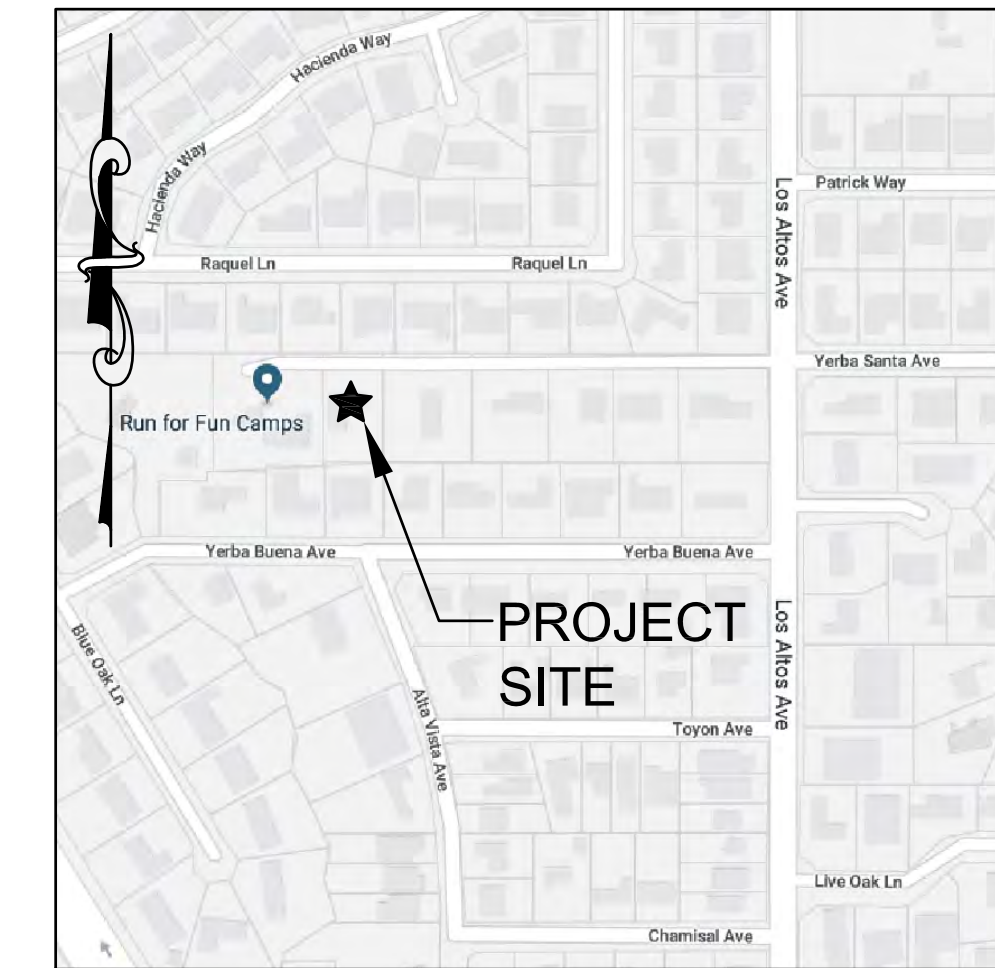 Hacienda Way
Hacienda Way
Raquel Ln
Raquel Ln
Los Altos Ave
Patrick Way
Yerba Santa Ave
Run for Fun Camps
Yerba Buena Ave
Yerba Buena Ave
PROJECT
SITE
Blue Oak Ln
Alta Vista Ave
Los Altos Ave
Toyon Ave
Live Oak Ln
Chamisal Ave